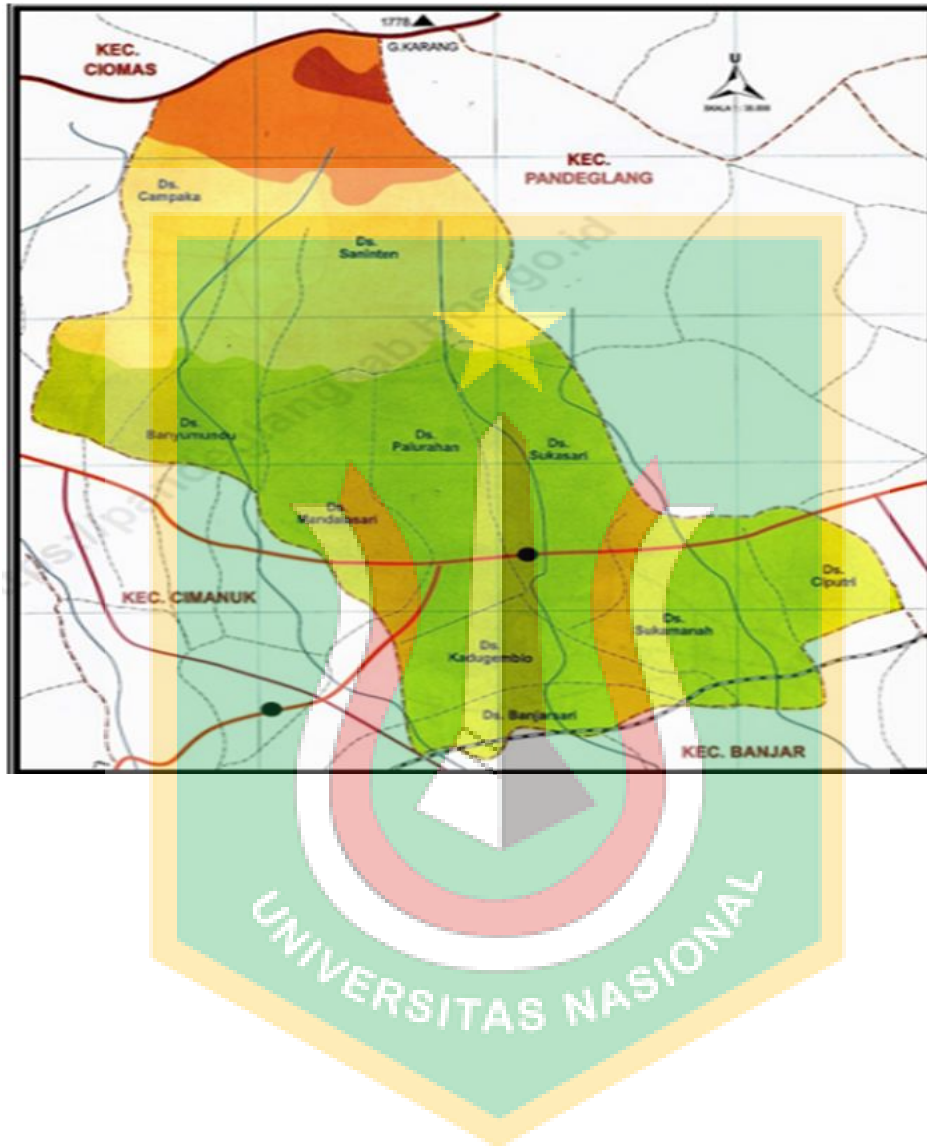 1778
G.KARANG
KEC.
CIOMAS
U
KEC.
PANDEGLANG
Ds.
Campaka
Ds.
Saninten
Ds.
Banyumundu
Ds.
Palurahan
Ds.
Sukasari
Ds.
Mandalasari
Ds.
Ciputri
KEC. CIMANUK
Ds.
Sukamanah
Ds.
Kadugembio
Ds. Banjarsari
KEC. BANJAR
UNIVERSITAS NASIONAL